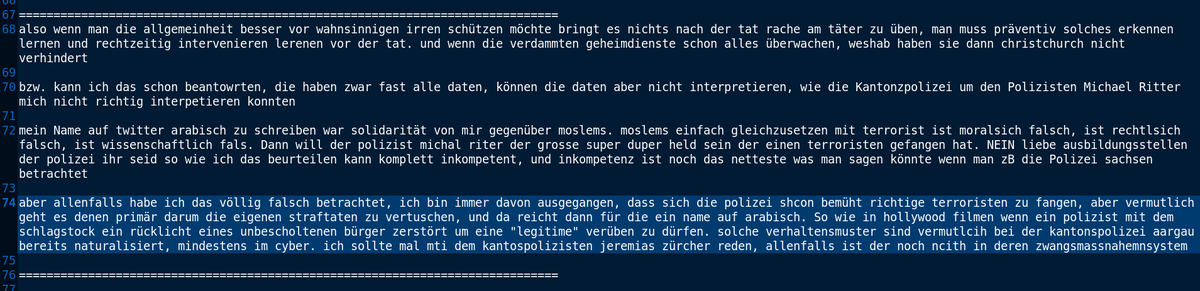 66
67 ================================================================================
68 also wenn man die allgemeinheit besser vor wahnsinnigen irren schützen möchte bringt es nichts nach der tat rache am täter zu üben, man muss präventiv solches erkennen
lernen und rechtzeitig intervenieren lerenen vor der tat. und wenn die verdammten geheimdienste schon alles überwachen, weshab haben sie dann christchurch nicht
verhindert
69
70 bzw. kann ich das schon beantowrten, die haben zwar fast alle daten, können die daten aber nicht interpretieren, wie die Kantonzpolizei um den Polizisten Michael Ritter
mich nicht richtig interpetieren konnten
71
72 mein Name auf twitter arabisch zu schreiben war solidarität von mir gegenüber moslems. moslems einfach gleichzusetzen mit terrorist ist moralsich falsch, ist rechtlsich
falsch, ist wissenschaftlich fals. Dann will der polizist michal riter der grosse super duper held sein der einen terroristen gefangen hat. NEIN liebe ausbildungsstellen
der polizei ihr seid so wie ich das beurteilen kann komplett inkompetent, und inkompetenz ist noch das netteste was man sagen könnte wenn man zB die Polizei sachsen
betrachtet
73
74 aber allenfalls habe ich das völlig falsch betrachtet, ich bin immer davon ausgegangen, dass sich die polizei shcon bemüht richtige terroristen zu fangen, aber vermutlich
geht es denen primär darum die eigenen straftaten zu vertuschen, und da reicht dann für die ein name auf arabisch. So wie in hollywood filmen wenn ein polizist mit dem
schlagstock ein rücklicht eines unbescholtenen bürger zerstört um eine "legitime" verüben zu dürfen. solche verhaltensmuster sind vermutlcih bei der kantonspolizei aargau
bereits naturalisiert, mindestens im cyber. ich sollte mal mti dem kantospolizisten jeremias zürcher reden, allenfalls ist der noch ncith in deren zwangsmassnahemnsystem
75
76 ================================================================================
77